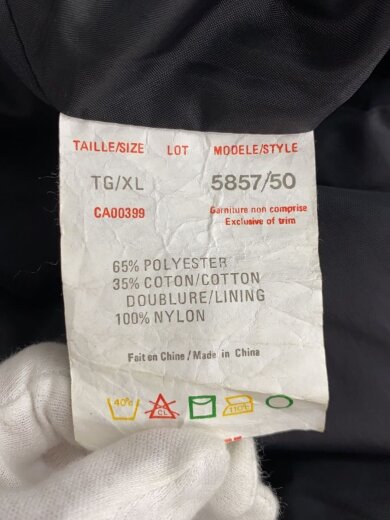 TAILLE/SIZE LOT MODELE/STYLE
TG/XL 5857/50
CA00399 Garniture non comprise
Exclusive of trim
65% POLYESTER
35% COTON/COTTON
DOUBLURE/LINING
100% NYLON
Fait en Chine / Made in China
40°C CL 110°C